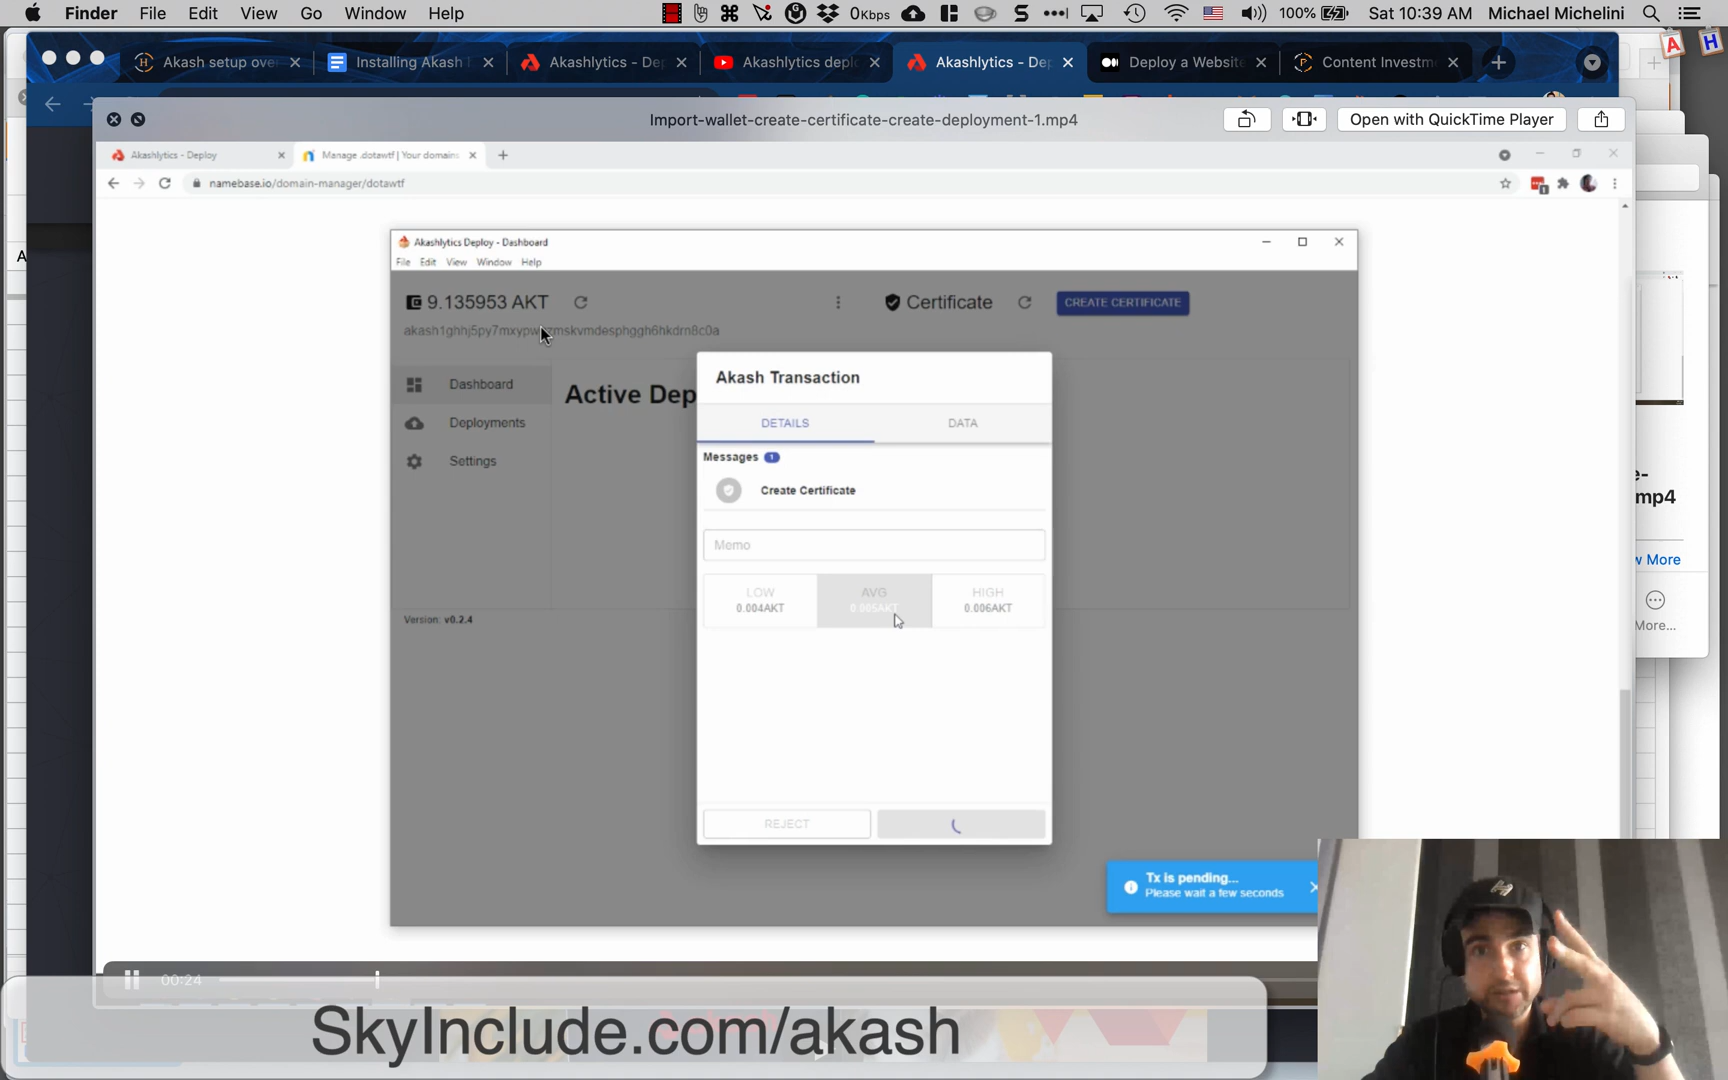 Finder File Edit View Go Window Help
0Kbps 100% Sat 10:39 AM Michael Michelini
Akash setup ove
Installing Akash
Akashlytics - De
Akashlytics depl
Akashlytics - De
Deploy a Website
Content Investm
Import-wallet-create-certificate-create-deployment-1.mp4
Open with QuickTime Player
Akashlytics - Deploy
Manage .dotawtf | Your domains
namebase.io/domain-manager/dotawtf
Akashlytics Deploy - Dashboard
File Edit View Window Help
9.135953 AKT
Certificate
CREATE CERTIFICATE
Dashboard
Deployments
Settings
Active Dep
Version: v0.2.4
Akash Transaction
DETAILS
DATA
Messages 1
Create Certificate
Memo
LOW
0.004AKT
AVG
0.005AKT
HIGH
0.006AKT
REJECT
Tx is pending...
Please wait a few seconds
00:24
e-
mp4
w More
More...
A
H
SkyInclude.com/akash